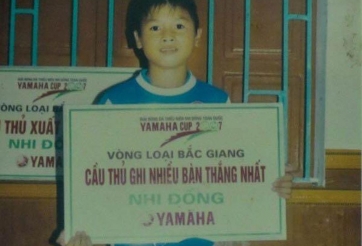 YAMAHA CUP 2007
VÒNG LOẠI
THỦ XUẤT
NHI ĐỒNG
YAMAHA
YAMAHA CUP 2007
VÒNG LOẠI BẮC GIANG
CẦU THỦ GHI NHIỀU BÀN THẮNG NHẤT
NHI ĐỒNG
YAMAHA